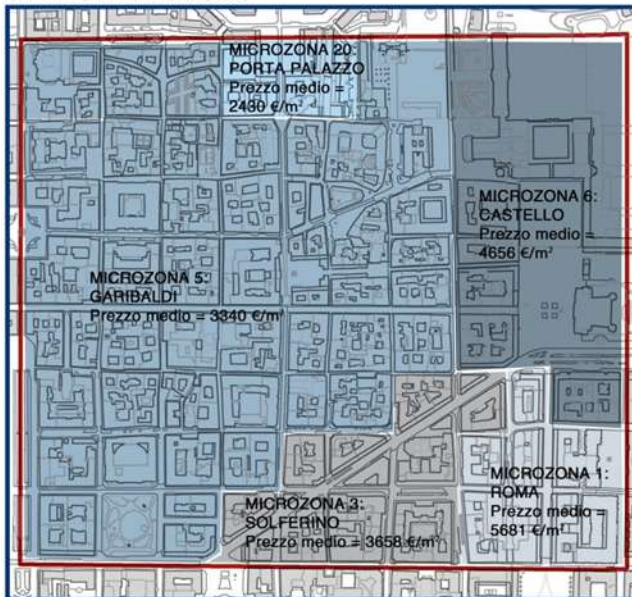 MICROZONA 20:
PORTA PALAZZO
Prezzo medio =
2430 €/m²
MICROZONA 6:
CASTELLO
Prezzo medio =
4656 €/m²
MICROZONA 5:
GARIBALDI
Prezzo medio = 3340 €/m²
MICROZONA 1:
ROMA
Prezzo medio =
5681 €/m²
MICROZONA 3:
SOLFERINO
Prezzo medio = 3658 €/m²